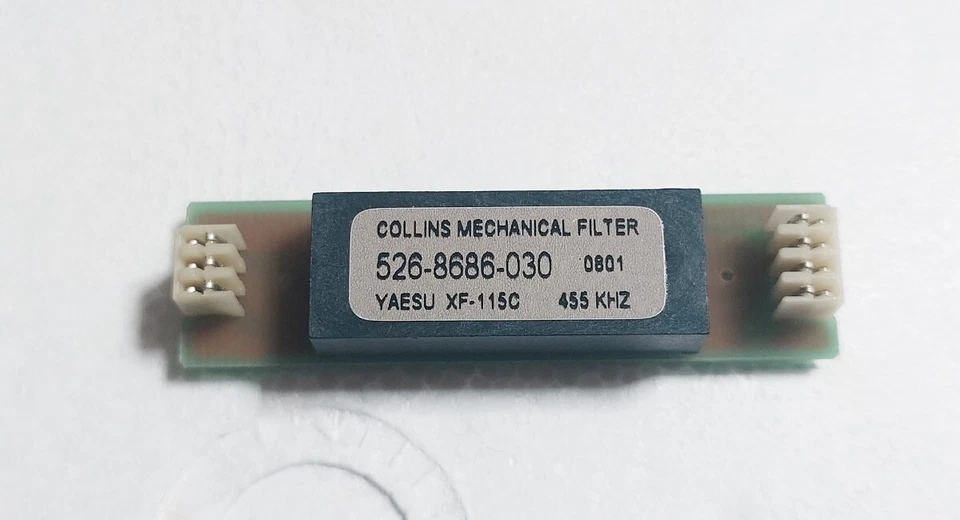 COLLINS MECHANICAL FILTER
526-8686-030 0801
YAESU XF-115C 455 KHZ